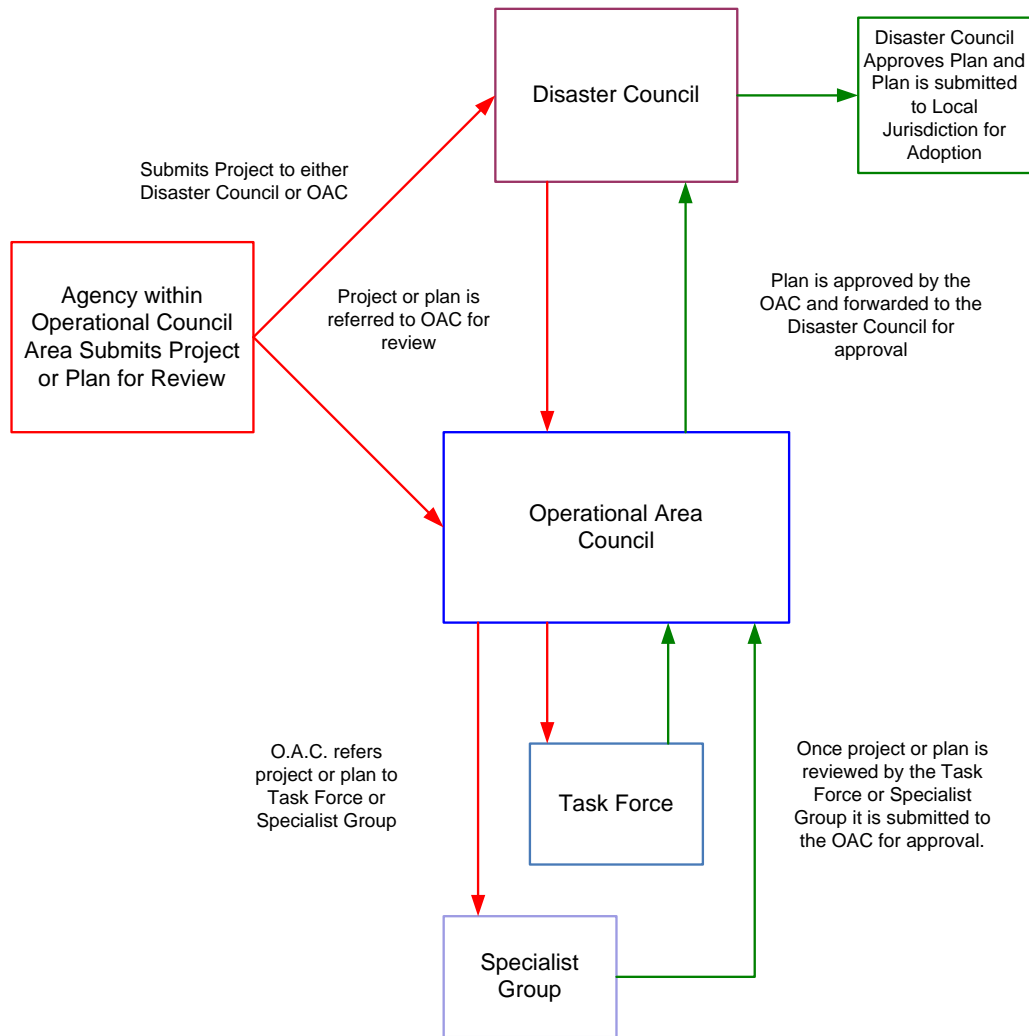 Disaster Council
Disaster Council
Approves Plan and
Plan is submitted
to Local
Jurisdiction for
Adoption
Submits Project to either
Disaster Council or OAC
Agency within
Operational Council
Area Submits Project
or Plan for Review
Project or plan is
referred to OAC for
review
Plan is approved by the
OAC and forwarded to the
Disaster Council for
approval
Operational Area
Council
O.A.C. refers
project or plan to
Task Force or
Specialist Group
Task Force
Once project or plan is
reviewed by the Task
Force or Specialist
Group it is submitted to
the OAC for approval.
Specialist
Group